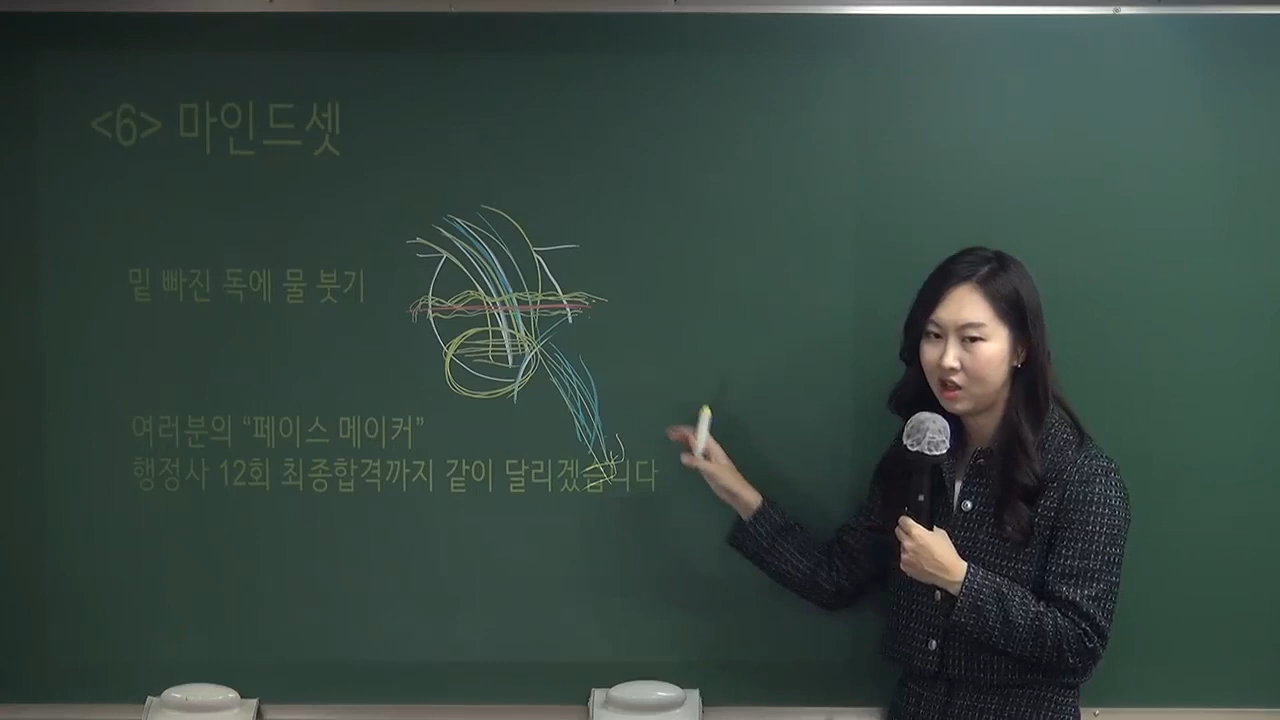 <6> 마인드셋
밑 빠진 독에 물 붓기
여러분의 “페이스 메이커”
행정사 12회 최종합격까지 같이 달리겠습니다